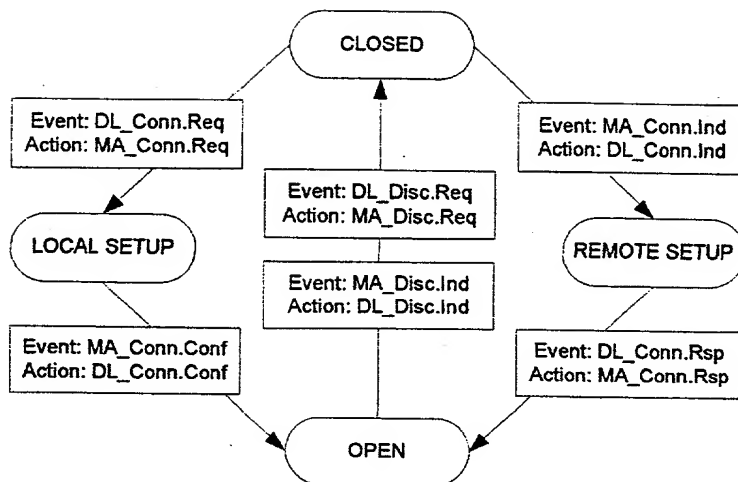 CLOSED
Event: DL_Conn.Req
Action: MA_Conn.Req
Event: MA_Conn.Ind
Action: DL_Conn.Ind
Event: DL_Disc.Req
Action: MA_Disc.Req
LOCAL SETUP
REMOTE SETUP
Event: MA_Disc.Ind
Action: DL_Disc.Ind
Event: MA_Conn.Conf
Action: DL_Conn.Conf
Event: DL_Conn.Rsp
Action: MA_Conn.Rsp
OPEN